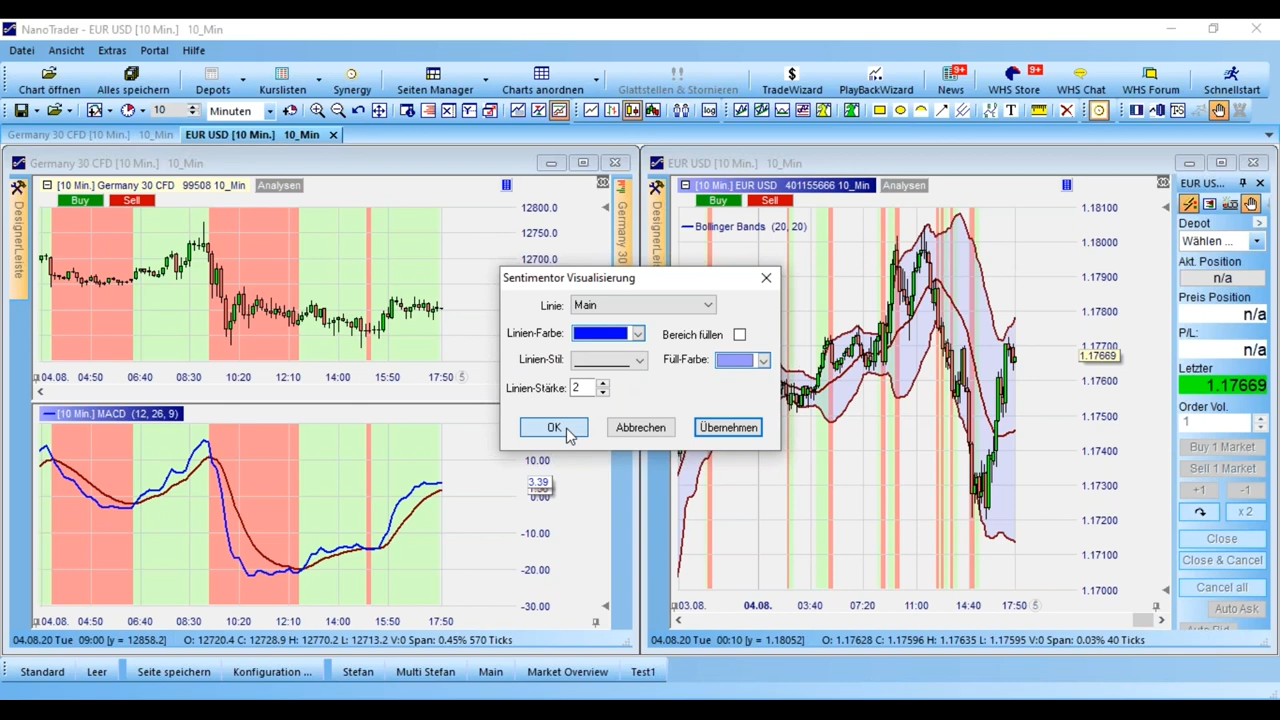 NanoTrader - EUR USD [10 Min.] 10_Min
Datei Ansicht Extras Portal Hilfe
Chart öffnen Alles speichern Depots Kurslisten Synergy Seiten Manager Charts anordnen Glattstellen & Stornieren TradeWizard PlayBackWizard News WHS Store WHS Chat WHS Forum Schnellstart
9+ 9+
10 Minuten log T TS
Germany 30 CFD [10 Min.] 10_Min EUR USD [10 Min.] 10_Min
Germany 30 CFD [10 Min.] 10_Min
DesignerLeiste
[10 Min.] Germany 30 CFD 99508 10_Min Analysen
Buy Sell
12800.0
12750.0
12700.0
Germany 30
04.08. 04:50 06:40 08:30 10:20 12:10 14:00 15:50 17:50 5
[10 Min.] MACD (12, 26, 9)
10.00
3.39
0.00
-10.00
-20.00
-30.00
04.08. 04:50 06:40 08:30 10:20 12:10 14:00 15:50 17:50 5
04.08.20 Tue 09:00 [y = 12858.2] O: 12720.4 C: 12728.9 H: 12770.2 L: 12713.2 V:0 Span: 0.45% 570 Ticks
Sentimentor Visualisierung
Linie: Main
Linien-Farbe: Bereich füllen
Linien-Stil: Füll-Farbe:
Linien-Stärke: 2
OK Abbrechen Übernehmen
EUR USD [10 Min.] 10_Min
DesignerLeiste
[10 Min.] EUR USD 401155666 10_Min Analysen
Buy Sell
Bollinger Bands (20, 20)
1.18100
1.18000
1.17900
1.17800
1.17700
1.17669
1.17600
1.17500
1.17400
1.17300
1.17200
1.17100
1.17000
03.08. 04.08. 03:40 07:20 11:00 14:40 17:50 5
04.08.20 Tue 00:10 [y = 1.18052] O: 1.17628 C: 1.17596 H: 1.17635 L: 1.17595 V:0 Span: 0.03% 40 Ticks
EUR US...
Depot
Wählen ...
Akt. Position
n/a
Preis Position
n/a
P/L:
n/a
Letzter
1.17669
Order Vol.
1
Buy 1 Market
Sell 1 Market
+1 -1
x 2
Close
Close & Cancel
Cancel all
Auto Ask
Standard Leer Seite speichern Konfiguration ... Stefan Multi Stefan Main Market Overview Test1